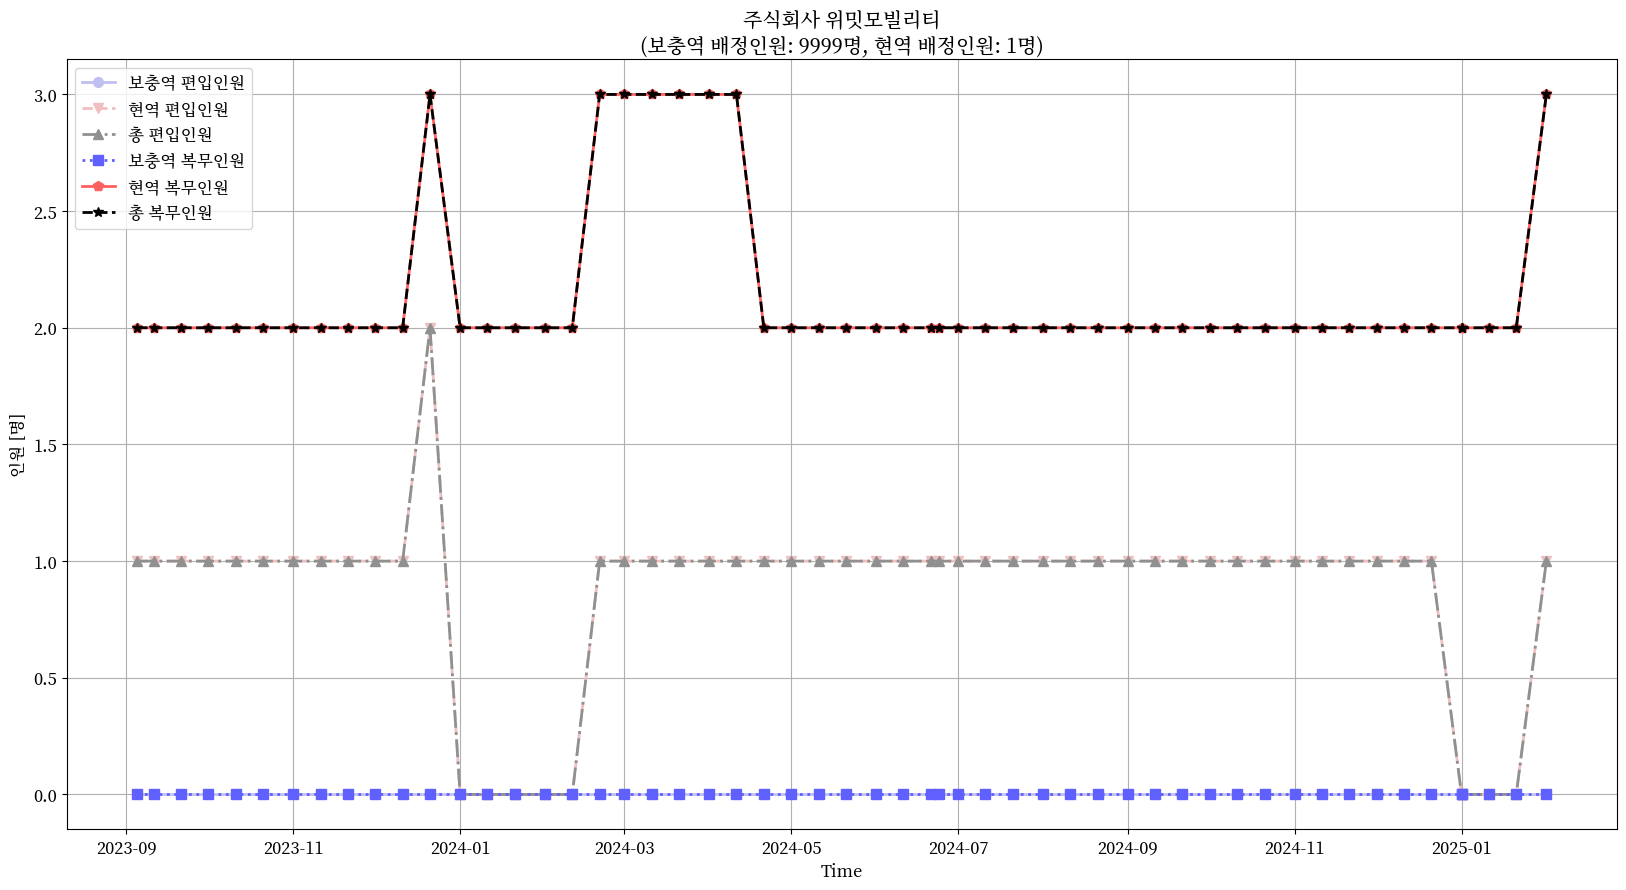 주식회사 위밋모빌리티
(보충역 배정인원: 9999명, 현역 배정인원: 1명)
보충역 편입인원
현역 편입인원
총 편입인원
보충역 복무인원
현역 복무인원
총 복무인원
3.0
2.5
2.0
1.5
1.0
0.5
0.0
인원 [명]
2023-09
2023-11
2024-01
2024-03
2024-05
2024-07
2024-09
2024-11
2025-01
Time